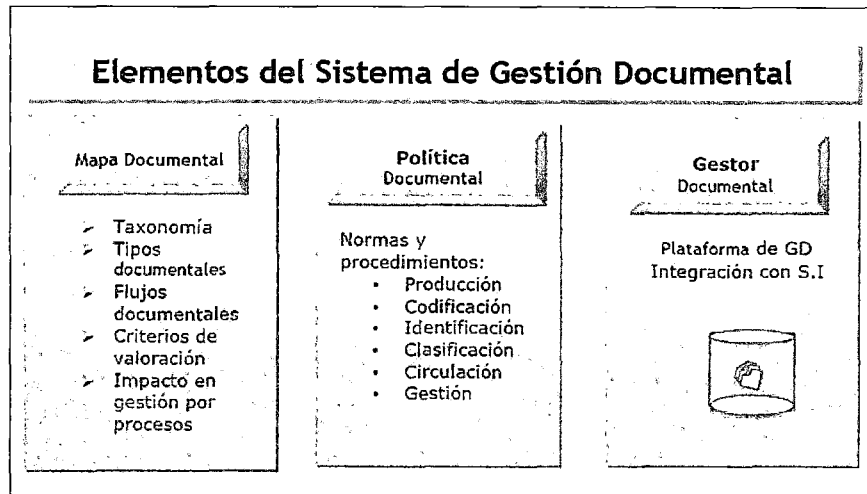 Elementos del Sistema de Gestión Documental
Mapa Documental
➢ Taxonomía
➢ Tipos
documentales
➢ Flujos
documentales
➢ Criterios de
valoración
➢ Impacto en
gestión por
procesos
Política
Documental
Normas y
procedimientos:
• Producción
• Codificación
• Identificación
• Clasificación
• Circulación
• Gestión
Gestor
Documental
Plataforma de GD
Integración con S.I